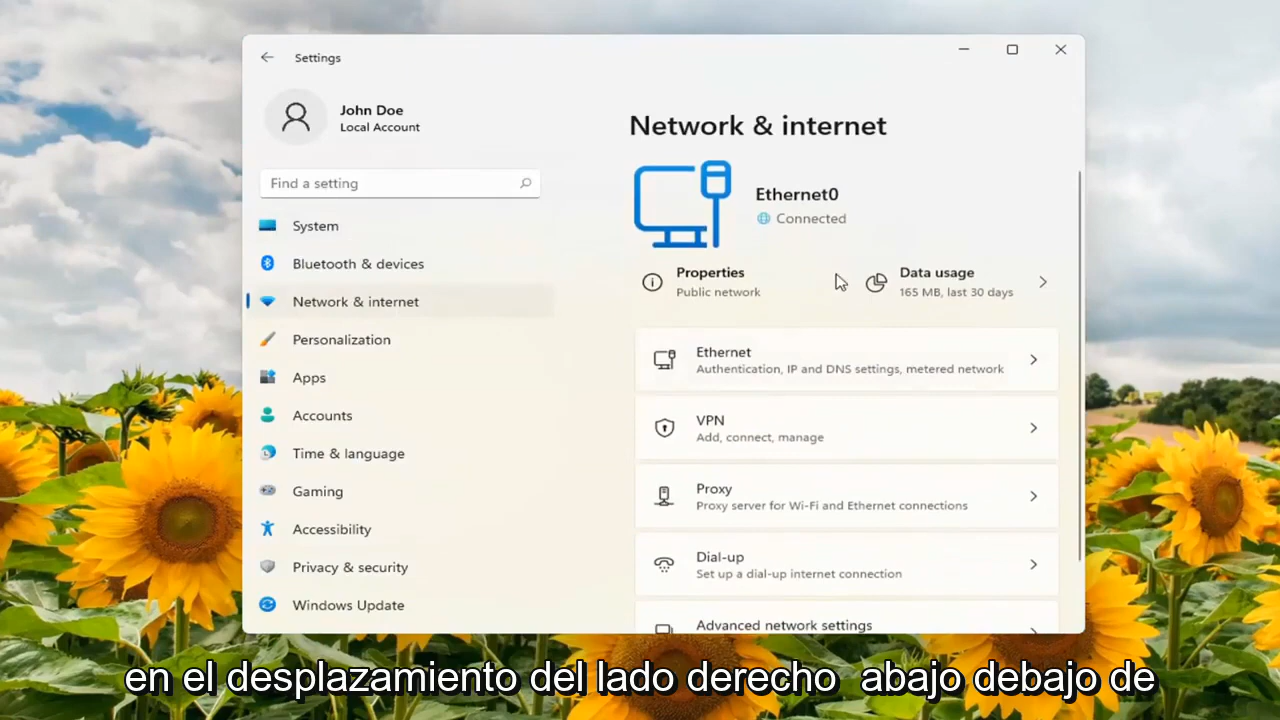 Settings
John Doe
Local Account
Find a setting
System
Bluetooth & devices
Network & internet
Personalization
Apps
Accounts
Time & language
Gaming
Accessibility
Privacy & security
Windows Update
Network & internet
Ethernet0
Connected
Properties
Public network
Data usage
165 MB, last 30 days
Ethernet
Authentication, IP and DNS settings, metered network
VPN
Add, connect, manage
Proxy
Proxy server for Wi-Fi and Ethernet connections
Dial-up
Set up a dial-up internet connection
Advanced network settings
en el desplazamiento del lado derecho abajo debajo de